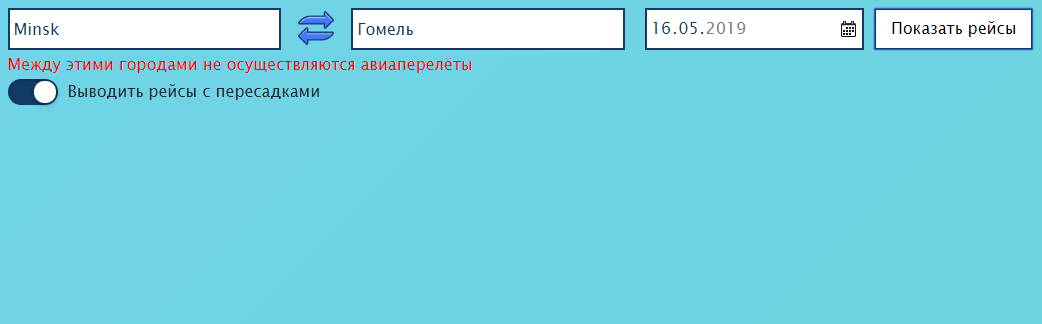 Minsk Гомель 16.05.2019 Показать рейсы
Между этими городами не осуществляются авиаперелёты
Выводить рейсы с пересадками